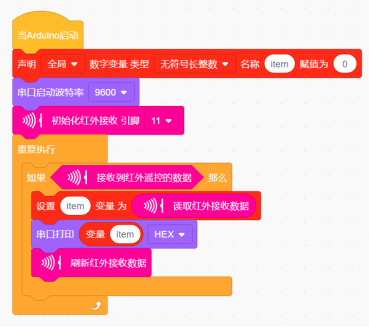 当Arduino启动
声明 全局 数字变量 类型 无符号长整数 名称 item 赋值为 0
串口启动波特率 9600
初始化红外接收 引脚 11
重复执行
如果 接收到红外遥控的数据 那么
设置 item 变量 为 读取红外接收数据
串口打印 变量 item HEX
刷新红外接收数据